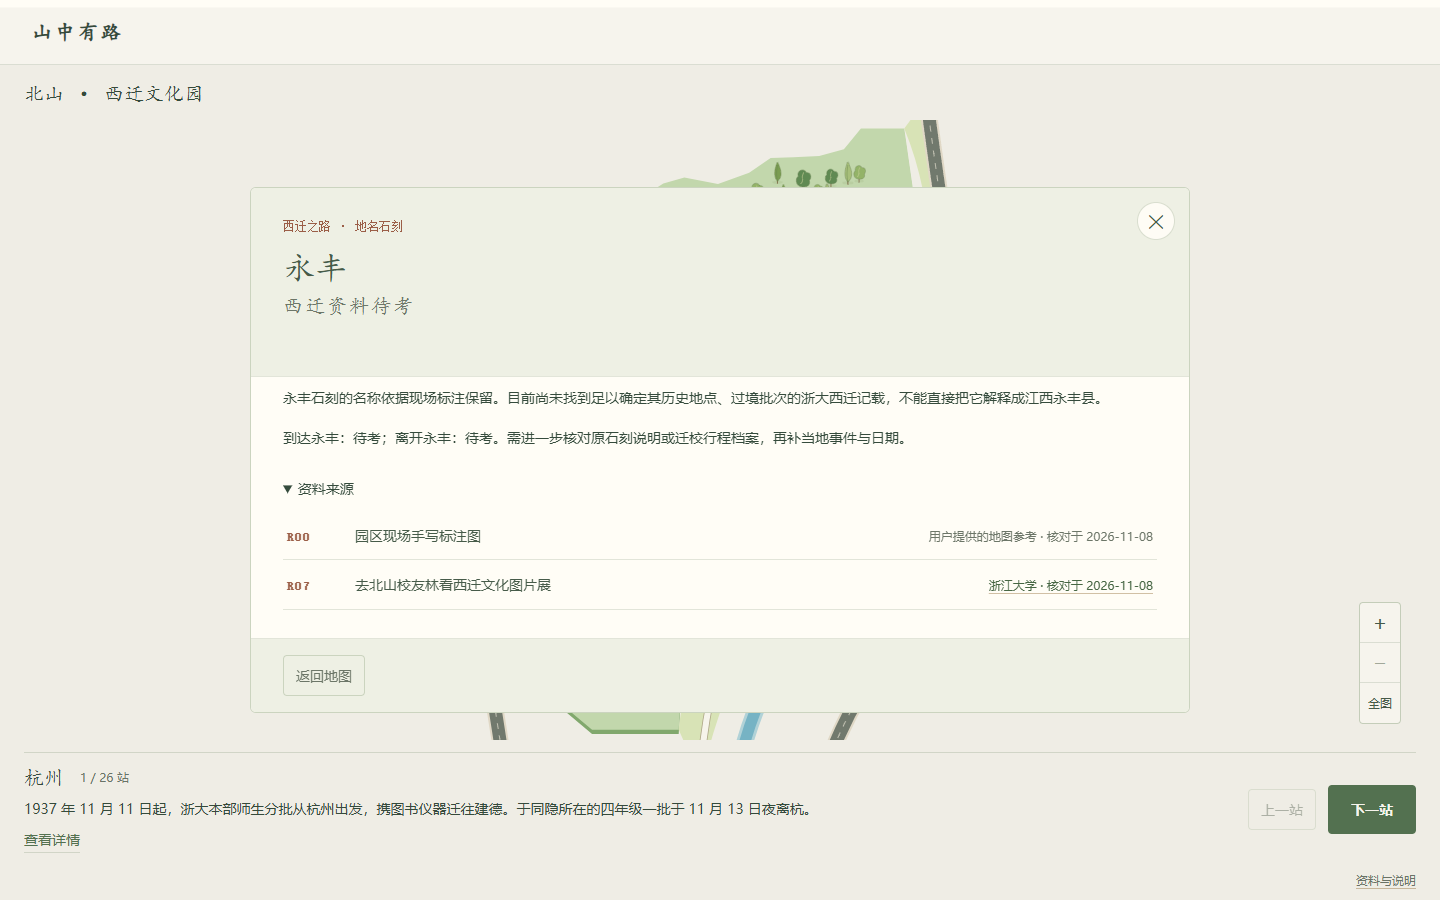 山中有路
北山 • 西迁文化园
西迁之路 · 地名石刻
永丰
西迁资料待考
永丰石刻的名称依据现场标注保留。目前尚未找到足以确定其历史地点、过境批次的浙大西迁记载，不能直接把它解释成江西永丰县。
到达永丰：待考；离开永丰：待考。需进一步核对原石刻说明或迁校行程档案，再补当地事件与日期。
▼ 资料来源
R00 园区现场手写标注图 用户提供的地图参考 · 核对于 2026-11-08
R07 去北山校友林看西迁文化图片展 浙江大学 · 核对于 2026-11-08
返回地图
+
−
全图
杭州 1 / 26 站
1937 年 11 月 11 日起，浙大本部师生分批从杭州出发，携图书仪器迁往建德。于同隐所在的四年级一批于 11 月 13 日夜离杭。
查看详情
上一站 下一站
资料与说明